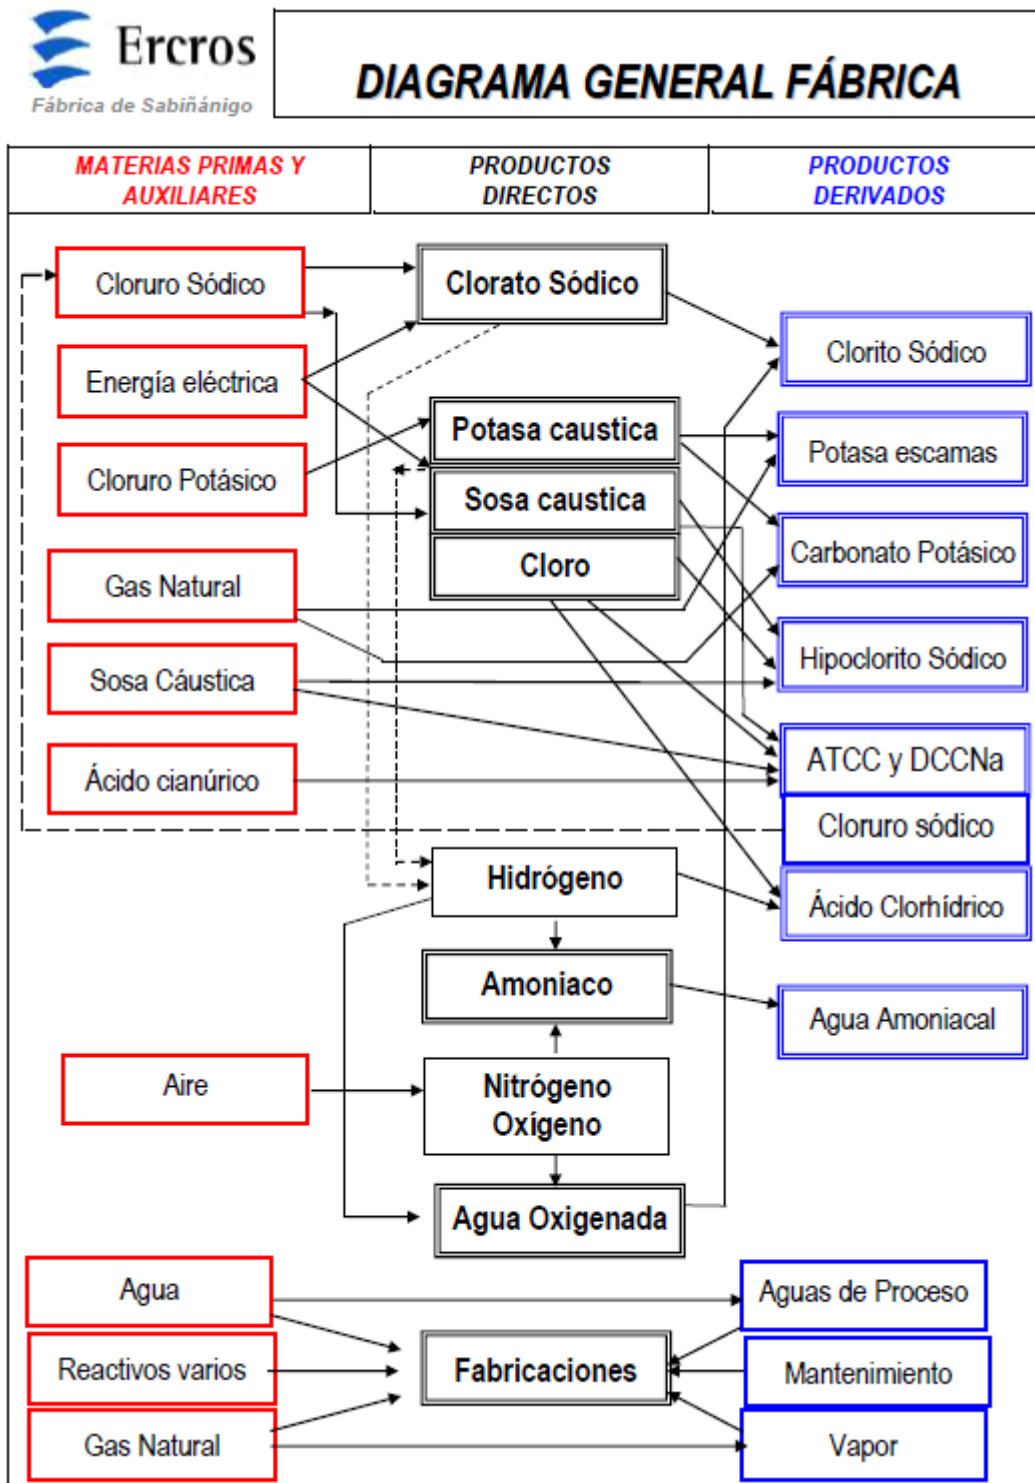 Ercros
Fábrica de Sabiñánigo
DIAGRAMA GENERAL FÁBRICA
MATERIAS PRIMAS Y
AUXILIARES
PRODUCTOS
DIRECTOS
PRODUCTOS
DERIVADOS
Cloruro Sódico
Clorato Sódico
Clorito Sódico
Energía eléctrica
Potasa caustica
Potasa escamas
Cloruro Potásico
Sosa caustica
Carbonato Potásico
Gas Natural
Cloro
Hipoclorito Sódico
Sosa Cáustica
ATCC y DCCNa
Ácido cianúrico
Cloruro sódico
Hidrógeno
Ácido Clorhídrico
Amoniaco
Agua Amoniacal
Aire
Nitrógeno
Oxígeno
Agua Oxigenada
Agua
Aguas de Proceso
Reactivos varios
Fabricaciones
Mantenimiento
Gas Natural
Vapor